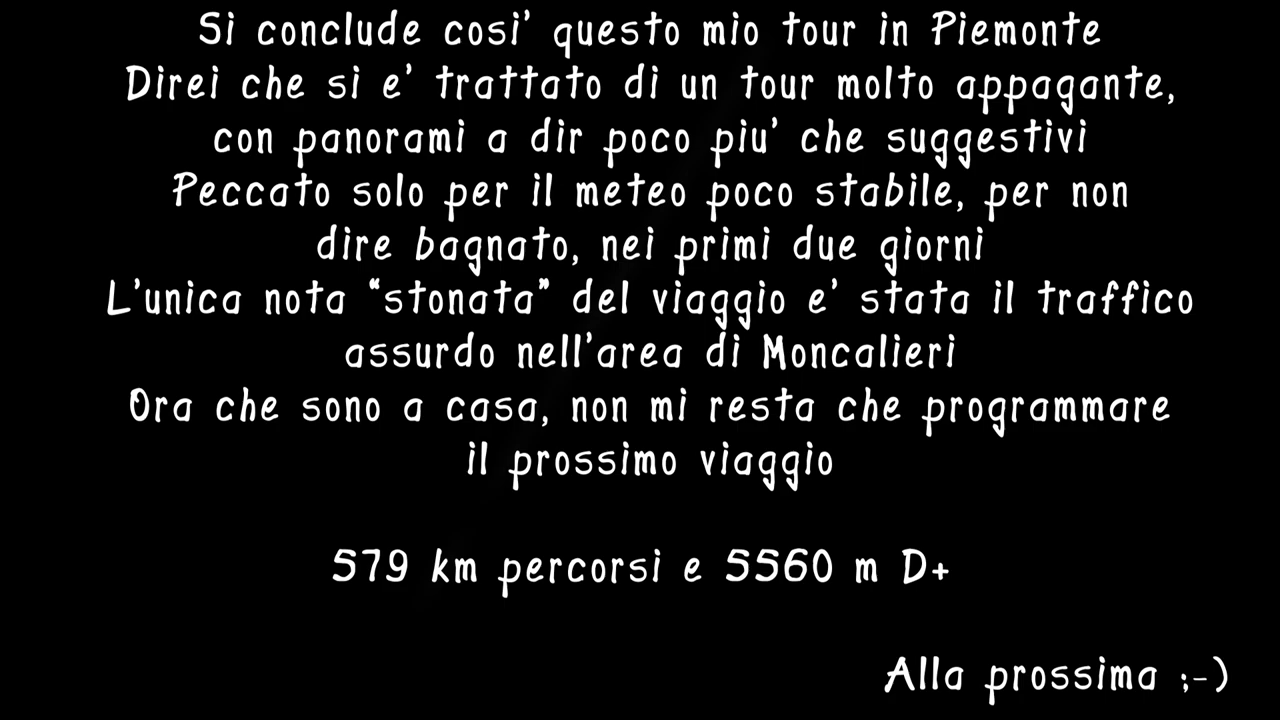 Si conclude cosi' questo mio tour in Piemonte
Direi che si e' trattato di un tour molto appagante,
con panorami a dir poco piu' che suggestivi
Peccato solo per il meteo poco stabile, per non
dire bagnato, nei primi due giorni
L'unica nota "stonata" del viaggio e' stata il traffico
assurdo nell'area di Moncalieri
Ora che sono a casa, non mi resta che programmare
il prossimo viaggio
579 km percorsi e 5560 m D+
Alla prossima ;-)